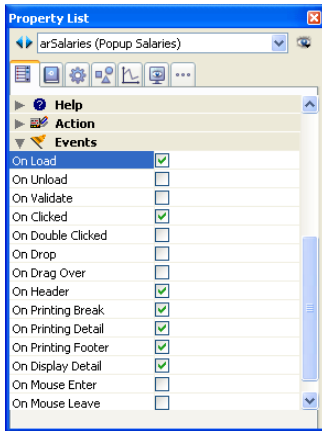 Property List
arSalaries (Popup Salaries)
Help
Action
Events
On Load
On Unload
On Validate
On Clicked
On Double Clicked
On Drop
On Drag Over
On Header
On Printing Break
On Printing Detail
On Printing Footer
On Display Detail
On Mouse Enter
On Mouse Leave